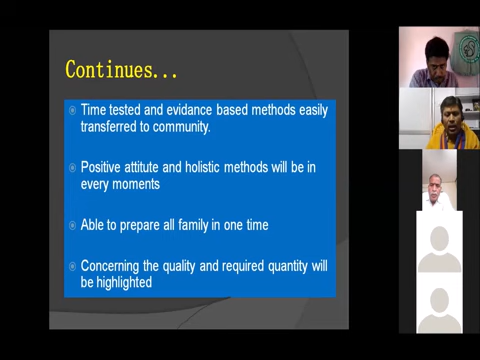 Continues...
Time tested and evidence based methods easily
transferred to community.
Positive attitute and holistic methods will be in
every moments
Able to prepare all family in one time
Concerning the quality and required quantity will
be highlighted